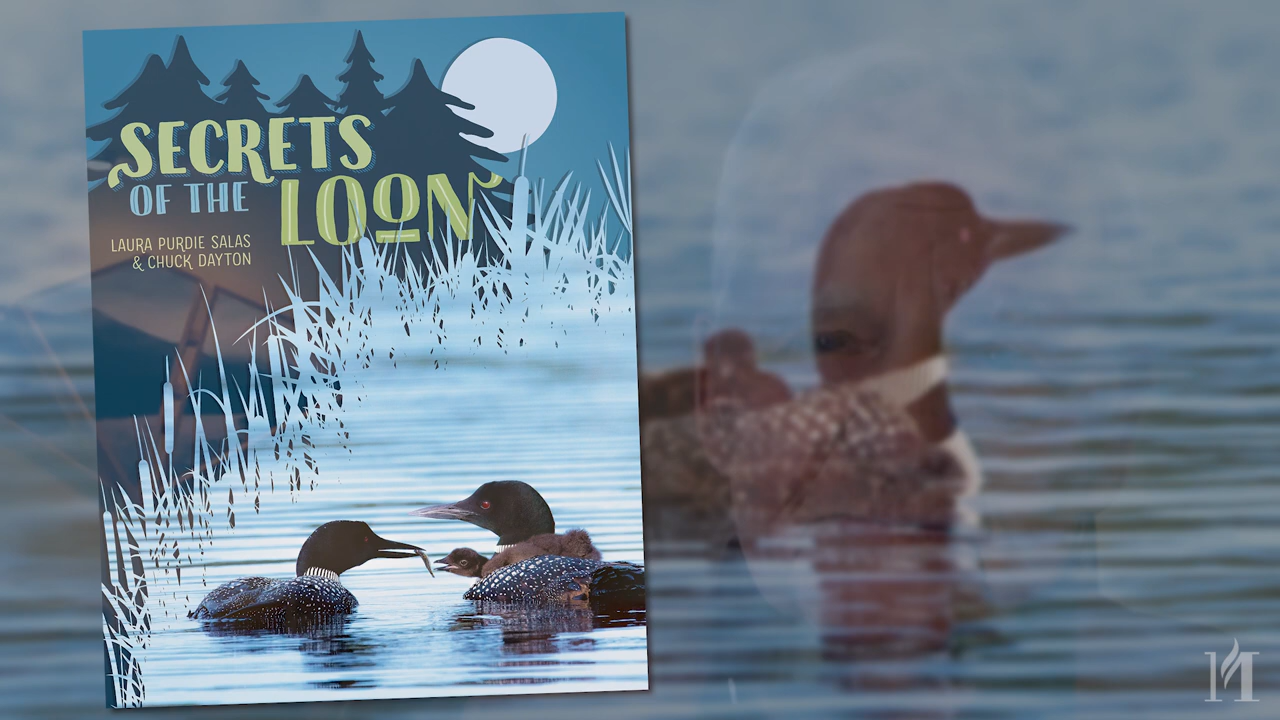 SECRETS
OF THE LOON
LAURA PURDIE SALAS
& CHUCK DAYTON